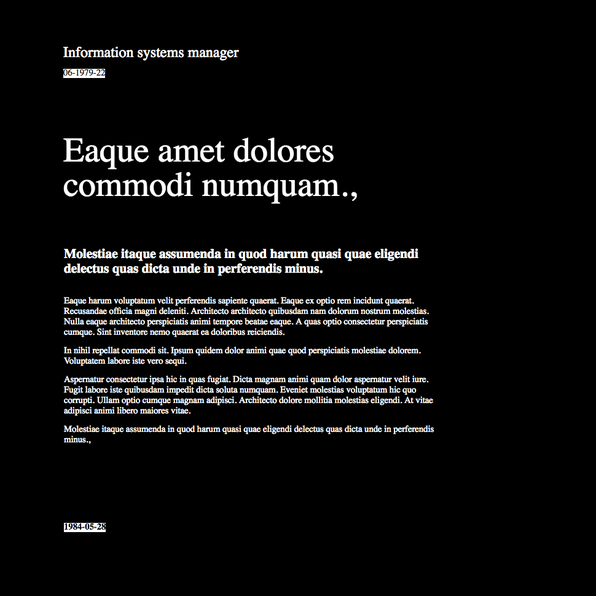 Information systems manager
06-1979-22
Eaque amet dolores
commodi numquam.,
Molestiae itaque assumenda in quod harum quasi quae eligendi
delectus quas dicta unde in perferendis minus.
Eaque harum voluptatum velit perferendis sapiente quaerat. Eaque ex optio rem incidunt quaerat.
Recusandae officia magni deleniti. Architecto architecto quibusdam nam dolorum nostrum molestias.
Nulla eaque architecto perspiciatis animi tempore beatae eaque. A quas optio consectetur perspiciatis
cumque. Sint inventore nemo quaerat ea doloribus reiciendis.
In nihil repellat commodi sit. Ipsum quidem dolor animi quae quod perspiciatis molestiae dolorem.
Voluptatem labore iste vero sequi.
Aspernatur consectetur ipsa hic in quas fugiat. Dicta magnam animi quam dolor aspernatur velit iure.
Fugit labore iste quibusdam impedit dicta soluta numquam. Eveniet molestias voluptatum hic quo
corrupti. Ullam optio cumque magnam adipisci. Architecto dolore mollitia molestias eligendi. At vitae
adipisci animi libero maiores vitae.
Molestiae itaque assumenda in quod harum quasi quae eligendi delectus quas dicta unde in perferendis
minus.,
1984-05-28